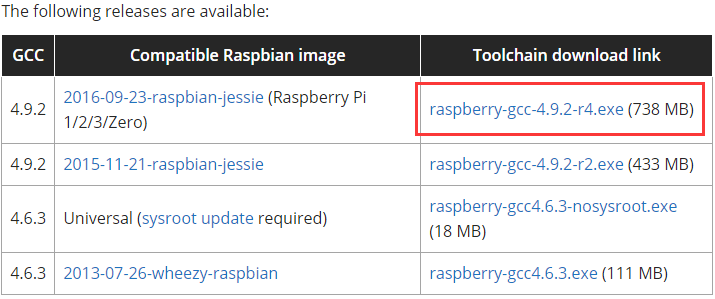 The following releases are available:
GCC Compatible Raspbian image Toolchain download link
4.9.2 2016-09-23-raspbian-jessie (Raspberry Pi 1/2/3/Zero) raspberry-gcc-4.9.2-r4.exe (738 MB)
4.9.2 2015-11-21-raspbian-jessie raspberry-gcc-4.9.2-r2.exe (433 MB)
4.6.3 Universal (sysroot update required) raspberry-gcc4.6.3-nosysroot.exe (18 MB)
4.6.3 2013-07-26-wheezy-raspbian raspberry-gcc4.6.3.exe (111 MB)